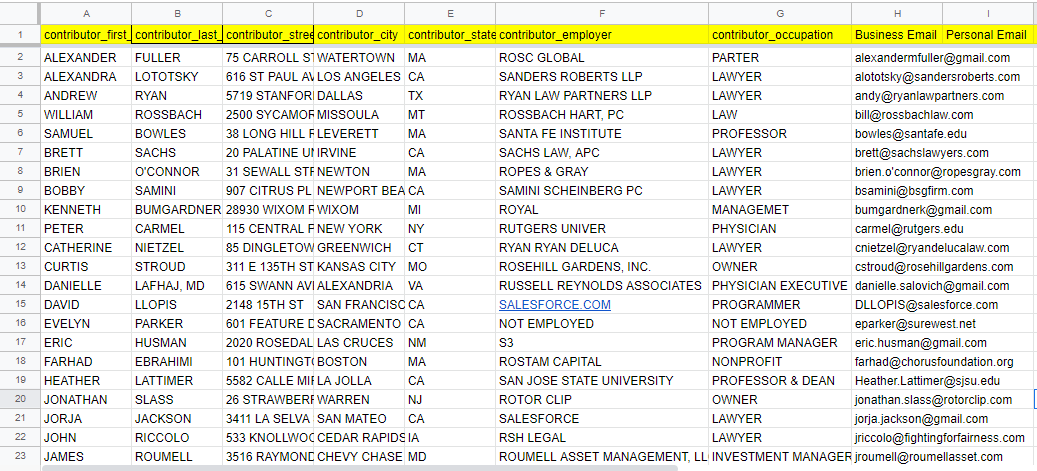 A B C D E F G H I
1 contributor_first_ contributor_last_ contributor_stree contributor_city contributor_state contributor_employer contributor_occupation Business Email Personal Email
2 ALEXANDER FULLER 75 CARROLL ST WATERTOWN MA ROSC GLOBAL PARTER alexandermfuller@gmail.com
3 ALEXANDRA LOTOTSKY 616 ST PAUL AV LOS ANGELES CA SANDERS ROBERTS LLP LAWYER alototsky@sandersroberts.com
4 ANDREW RYAN 5719 STANFOR DALLAS TX RYAN LAW PARTNERS LLP LAWYER andy@ryanlawpartners.com
5 WILLIAM ROSSBACH 2500 SYCAMOR MISSOULA MT ROSSBACH HART, PC LAW bill@rossbachlaw.com
6 SAMUEL BOWLES 38 LONG HILL F LEVERETT MA SANTA FE INSTITUTE PROFESSOR bowles@santafe.edu
7 BRETT SACHS 20 PALATINE UN IRVINE CA SACHS LAW, APC LAWYER brett@sachslawyers.com
8 BRIEN O'CONNOR 31 SEWALL STF NEWTON MA ROPES & GRAY LAWYER brien.o'connor@ropesgray.com
9 BOBBY SAMINI 907 CITRUS PL NEWPORT BEA CA SAMINI SCHEINBERG PC LAWYER bsamini@bsgfirm.com
10 KENNETH BUMGARDNER 28930 WIXOM R WIXOM MI ROYAL MANAGEMET bumgardnerk@gmail.com
11 PETER CARMEL 115 CENTRAL F NEW YORK NY RUTGERS UNIVER PHYSICIAN carmel@rutgers.edu
12 CATHERINE NIETZEL 85 DINGLETOW GREENWICH CT RYAN RYAN DELUCA LAWYER cnietzel@ryandelucalaw.com
13 CURTIS STROUD 311 E 135TH ST KANSAS CITY MO ROSEHILL GARDENS, INC. OWNER cstroud@rosehillgardens.com
14 DANIELLE LAFHAJ, MD 615 SWANN AVI ALEXANDRIA VA RUSSELL REYNOLDS ASSOCIATES PHYSICIAN EXECUTIVE danielle.salovich@gmail.com
15 DAVID LLOPIS 2148 15TH ST SAN FRANCISC CA SALESFORCE.COM PROGRAMMER DLLOPIS@salesforce.com
16 EVELYN PARKER 601 FEATURE D SACRAMENTO CA NOT EMPLOYED NOT EMPLOYED eparker@surewest.net
17 ERIC HUSMAN 2020 ROSEDAL LAS CRUCES NM S3 PROGRAM MANAGER eric.husman@gmail.com
18 FARHAD EBRAHIMI 101 HUNTINGT BOSTON MA ROSTAM CAPITAL NONPROFIT farhad@chorusfoundation.org
19 HEATHER LATTIMER 5582 CALLE MIF LA JOLLA CA SAN JOSE STATE UNIVERSITY PROFESSOR & DEAN Heather.Lattimer@sjsu.edu
20 JONATHAN SLASS 26 STRAWBERF WARREN NJ ROTOR CLIP OWNER jonathan.slass@rotorclip.com
21 JORJA JACKSON 3411 LA SELVA SAN MATEO CA SALESFORCE LAWYER jorja.jackson@gmail.com
22 JOHN RICCOLO 533 KNOLLWOO CEDAR RAPIDS IA RSH LEGAL LAWYER jriccolo@fightingforfairness.com
23 JAMES ROUMELL 3516 RAYMOND CHEVY CHASE MD ROUMELL ASSET MANAGEMENT, LL INVESTMENT MANAGER jroumell@roumellasset.com